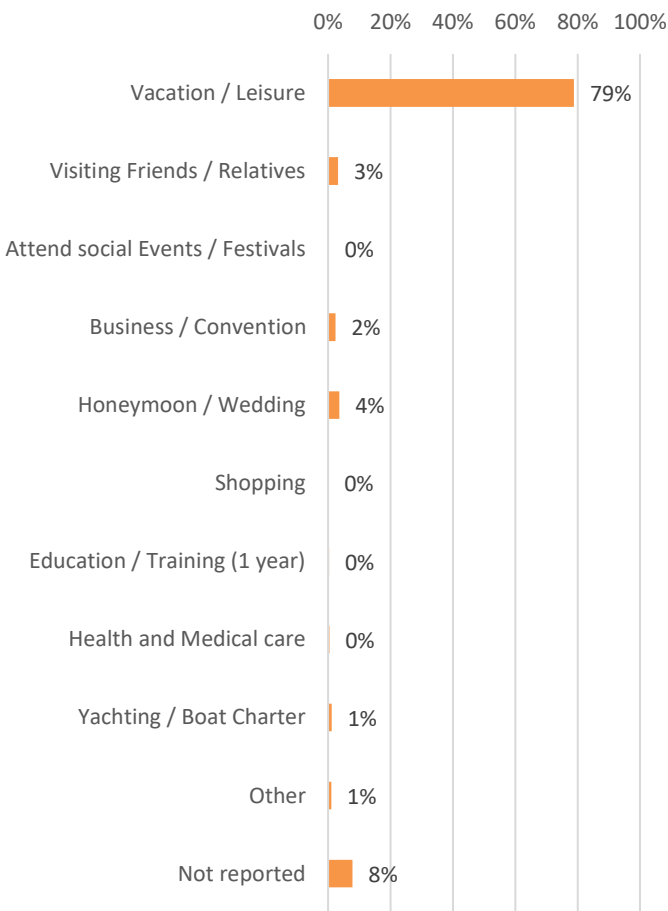 0% 20% 40% 60% 80% 100%
Vacation / Leisure 79%
Visiting Friends / Relatives 3%
Attend social Events / Festivals 0%
Business / Convention 2%
Honeymoon / Wedding 4%
Shopping 0%
Education / Training (1 year) 0%
Health and Medical care 0%
Yachting / Boat Charter 1%
Other 1%
Not reported 8%